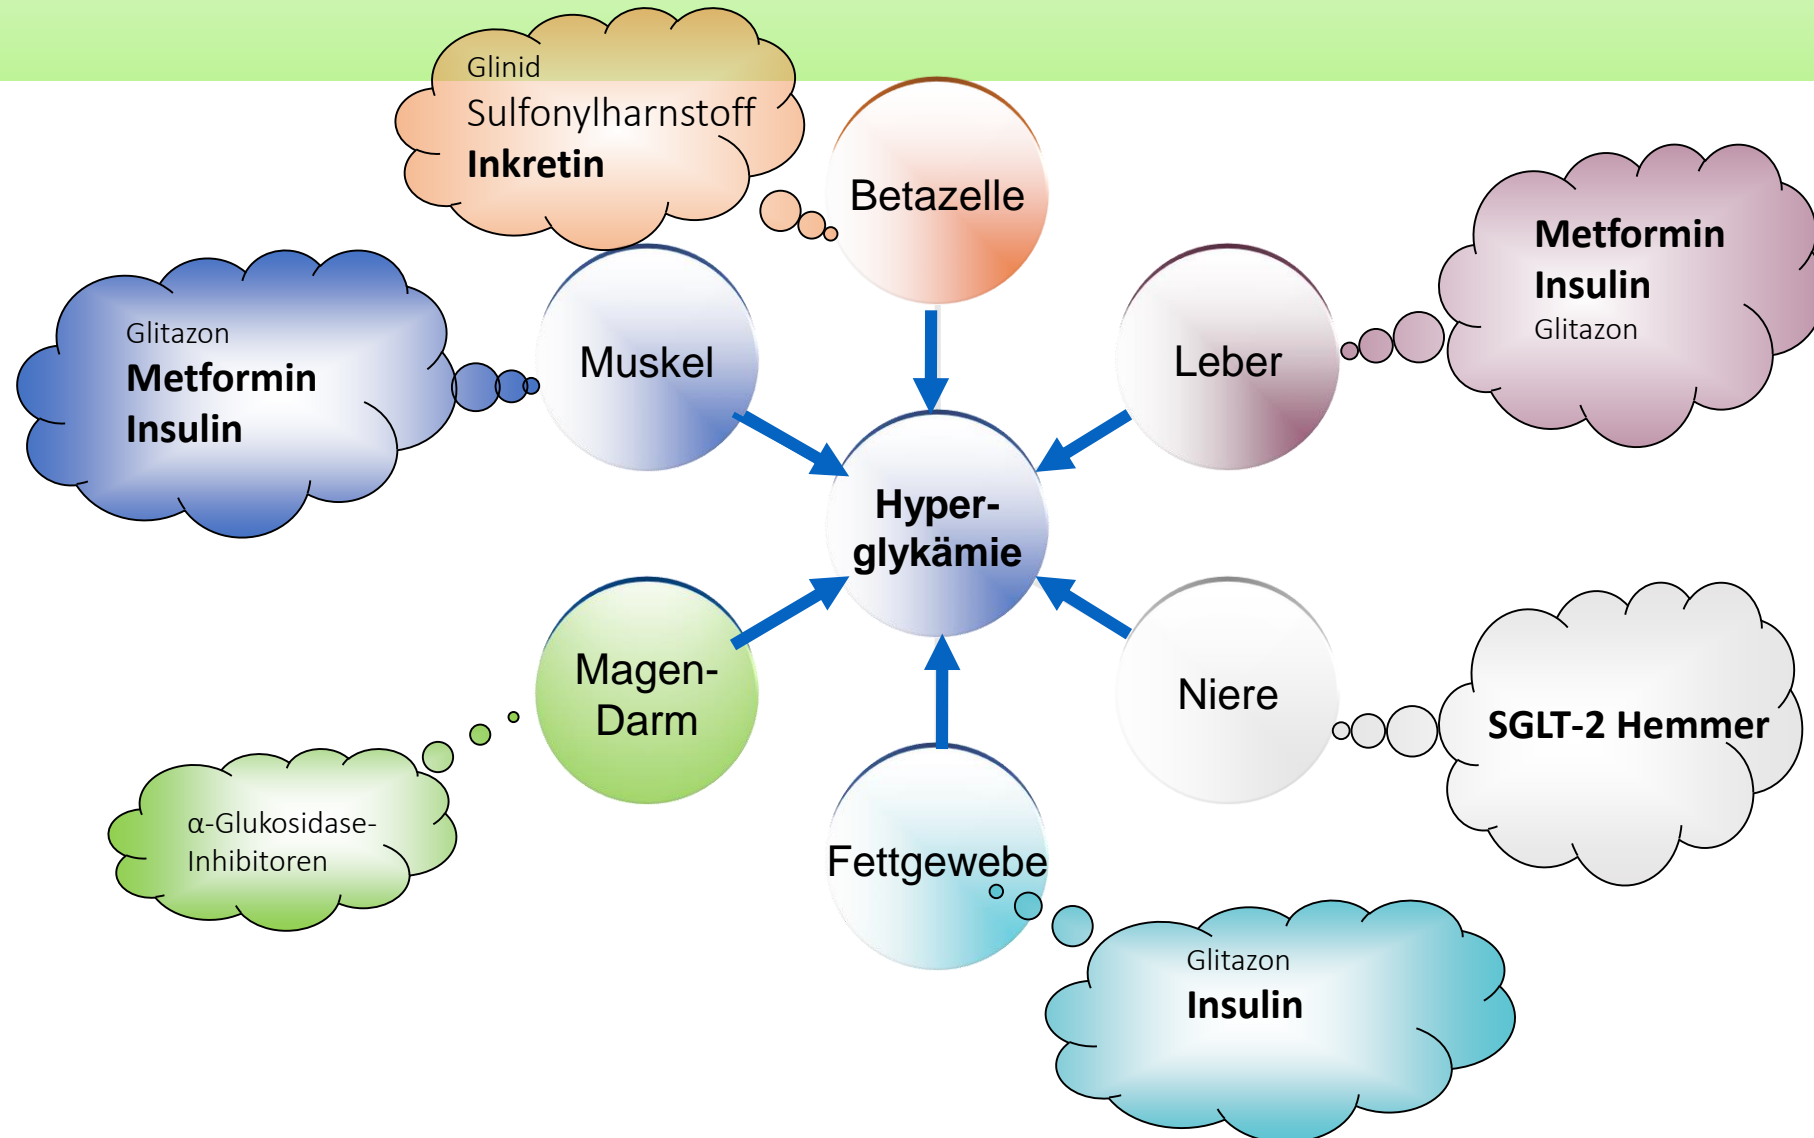 Glinid
Sulfonylharnstoff
Inkretin
Betazelle
Metformin
Insulin
Glitazon
Glitazon
Metformin
Insulin
Muskel
Leber
Hyper-
glykämie
Magen-
Darm
Niere
SGLT-2 Hemmer
α-Glukosidase-
Inhibitoren
Fettgewebe
Glitazon
Insulin